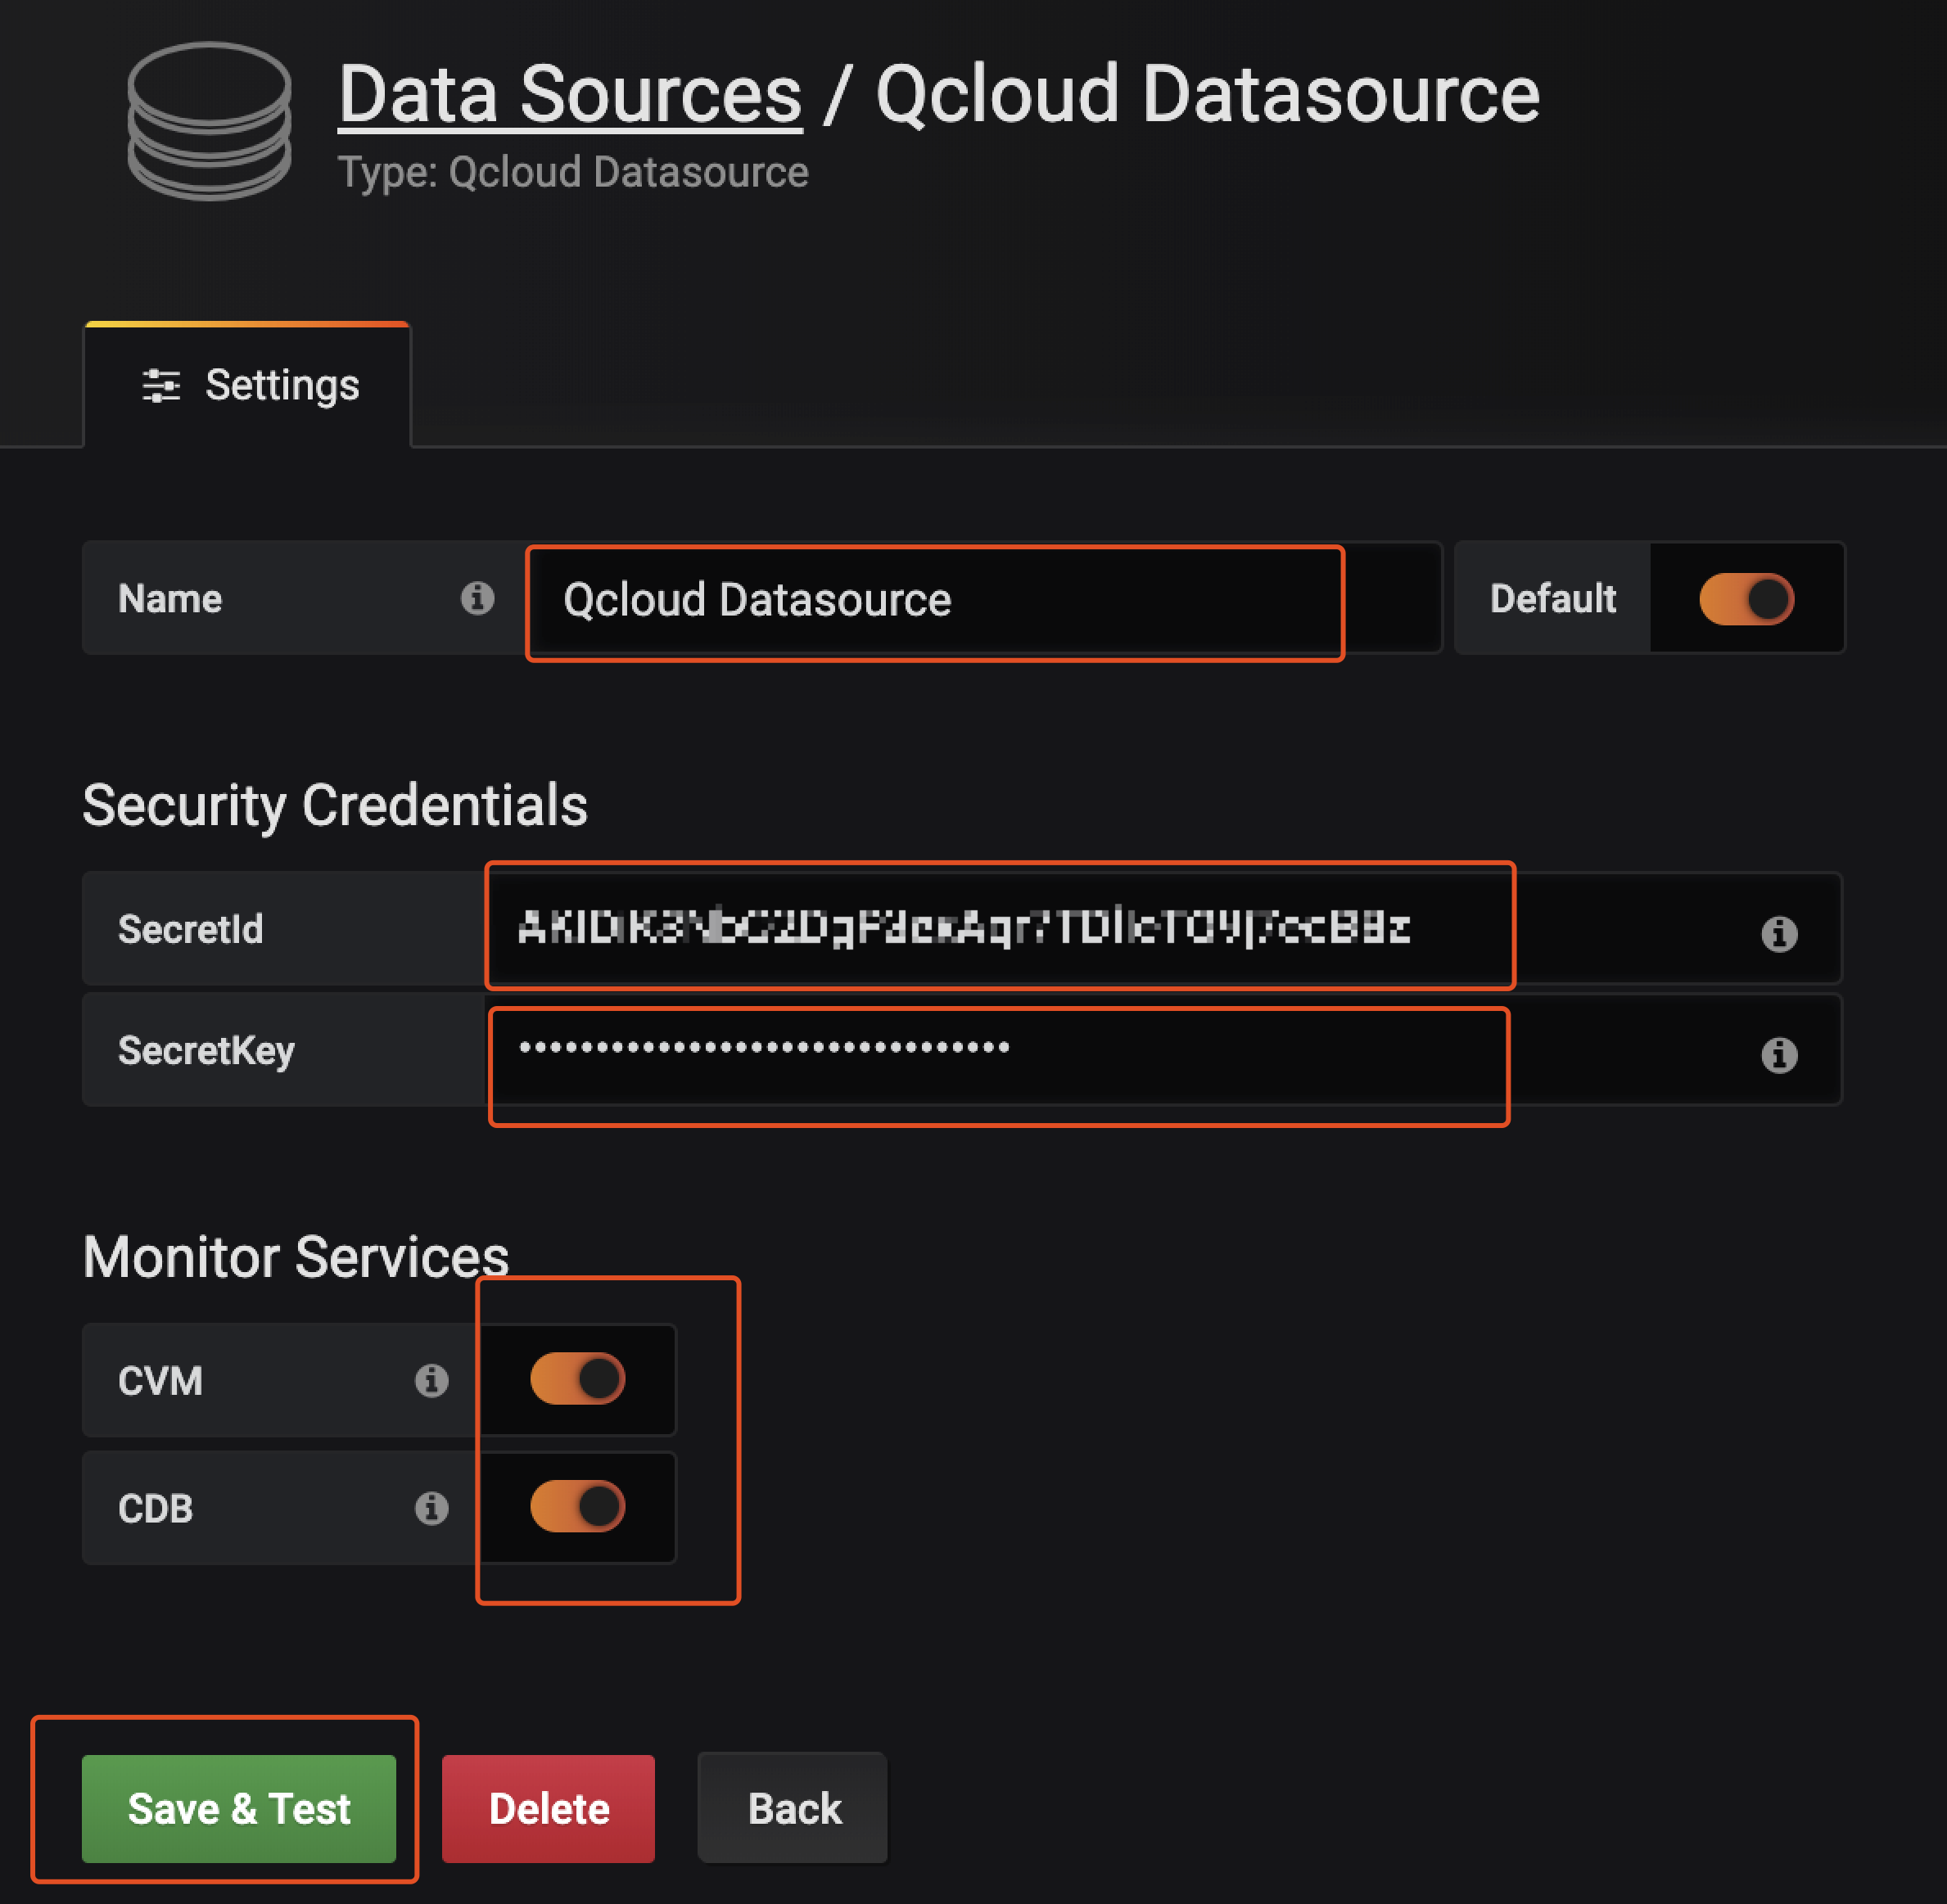 Data Sources / Qcloud Datasource
Type: Qcloud Datasource
Settings
Name
Qcloud Datasource
Default
Security Credentials
SecretId
SecretKey
Monitor Services
CVM
CDB
Save & Test
Delete
Back